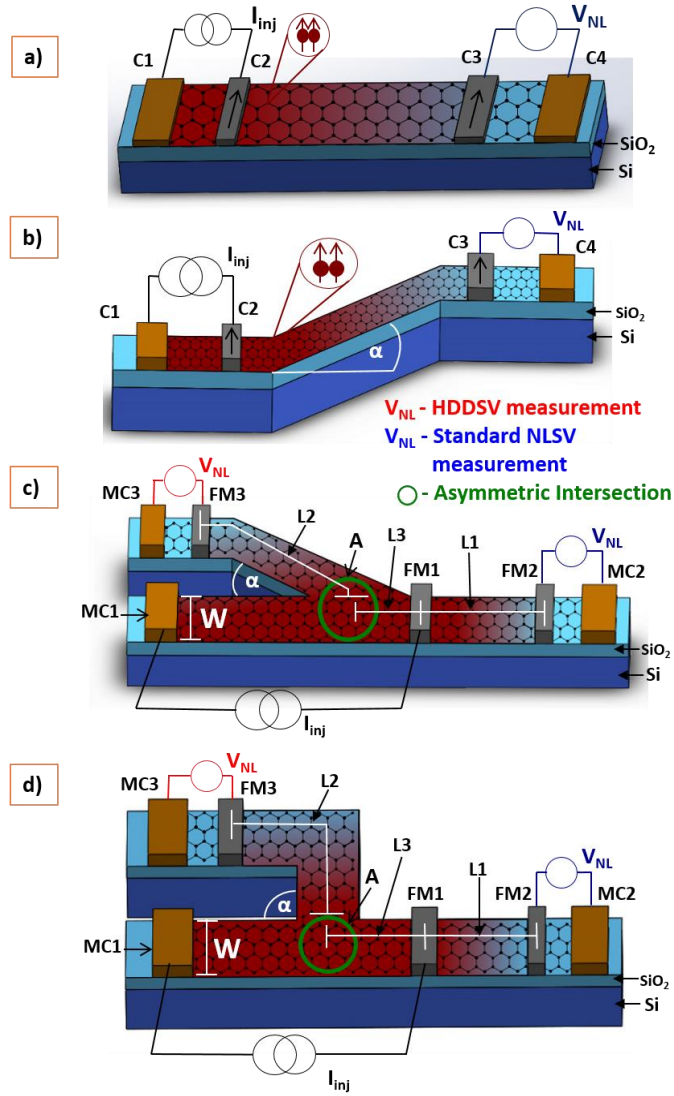 a)
I_inj
V_NL
C1
C2
C3
C4
SiO₂
Si
b)
I_inj
V_NL
C1
C2
C3
C4
α
SiO₂
Si
V_NL - HDDSV measurement
V_NL - Standard NLSV
measurement
- Asymmetric Intersection
c)
V_NL
MC3
FM3
L2
A
L3
FM1
L1
V_NL
FM2
MC2
α
MC1
W
SiO₂
Si
I_inj
d)
V_NL
MC3
FM3
L2
A
L3
FM1
L1
V_NL
FM2
MC2
α
MC1
W
SiO₂
Si
I_inj